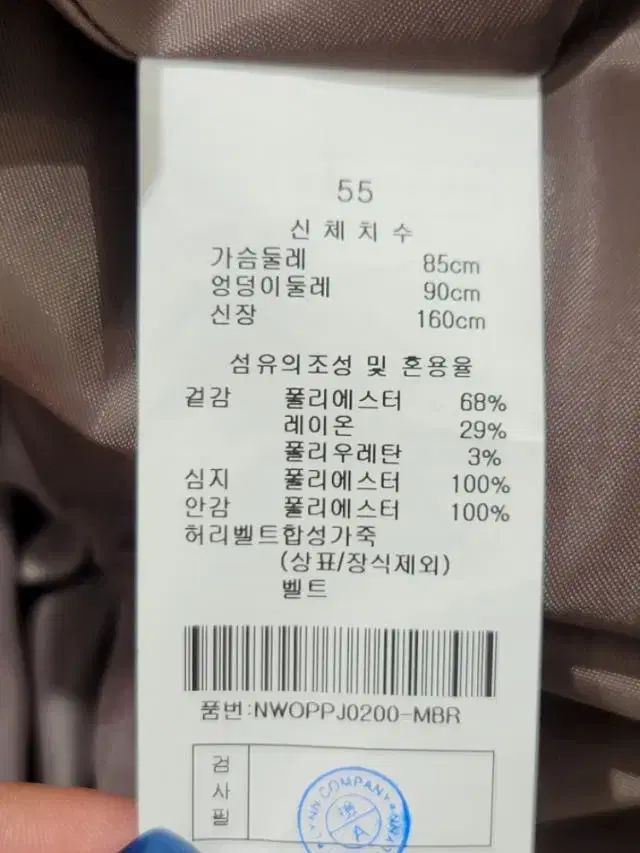 55
신체치수
가슴둘레 85cm
엉덩이둘레 90cm
신장 160cm
섬유의조성 및 혼용율
겉감 폴리에스터 68%
레이온 29%
폴리우레탄 3%
심지 폴리에스터 100%
안감 폴리에스터 100%
허리벨트합성가죽
(상표/장식제외)
벨트
품번:NWOPPJ0200-MBR
검사필
LYNN COMPANY
A